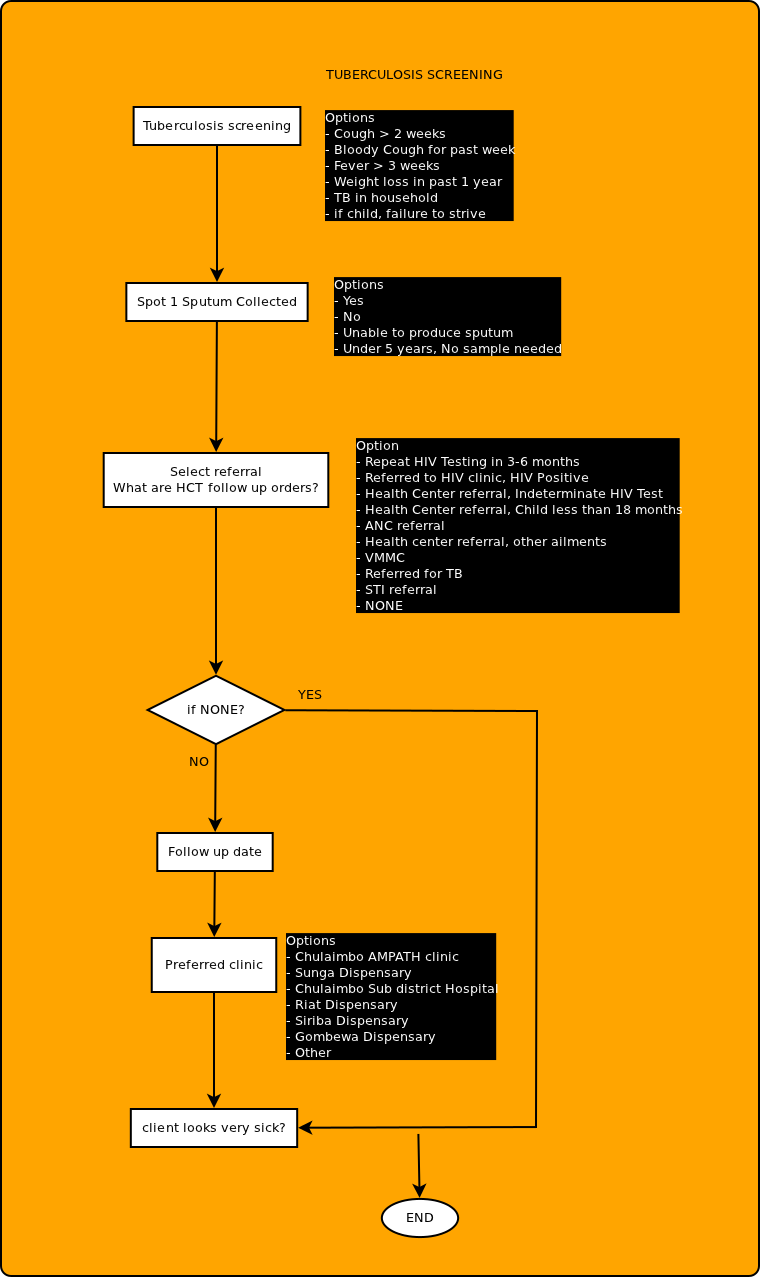 TUBERCULOSIS SCREENING
Tuberculosis screening
Options
- Cough > 2 weeks
- Bloody Cough for past week
- Fever > 3 weeks
- Weight loss in past 1 year
- TB in household
- if child, failure to strive
Spot 1 Sputum Collected
Options
- Yes
- No
- Unable to produce sputum
- Under 5 years, No sample needed
Select referral
What are HCT follow up orders?
Option
- Repeat HIV Testing in 3-6 months
- Referred to HIV clinic, HIV Positive
- Health Center referral, Indeterminate HIV Test
- Health Center referral, Child less than 18 months
- ANC referral
- Health center referral, other ailments
- VMMC
- Referred for TB
- STI referral
- NONE
if NONE?
YES
NO
Follow up date
Preferred clinic
Options
- Chulaimbo AMPATH clinic
- Sunga Dispensary
- Chulaimbo Sub district Hospital
- Riat Dispensary
- Siriba Dispensary
- Gombewa Dispensary
- Other
client looks very sick?
END